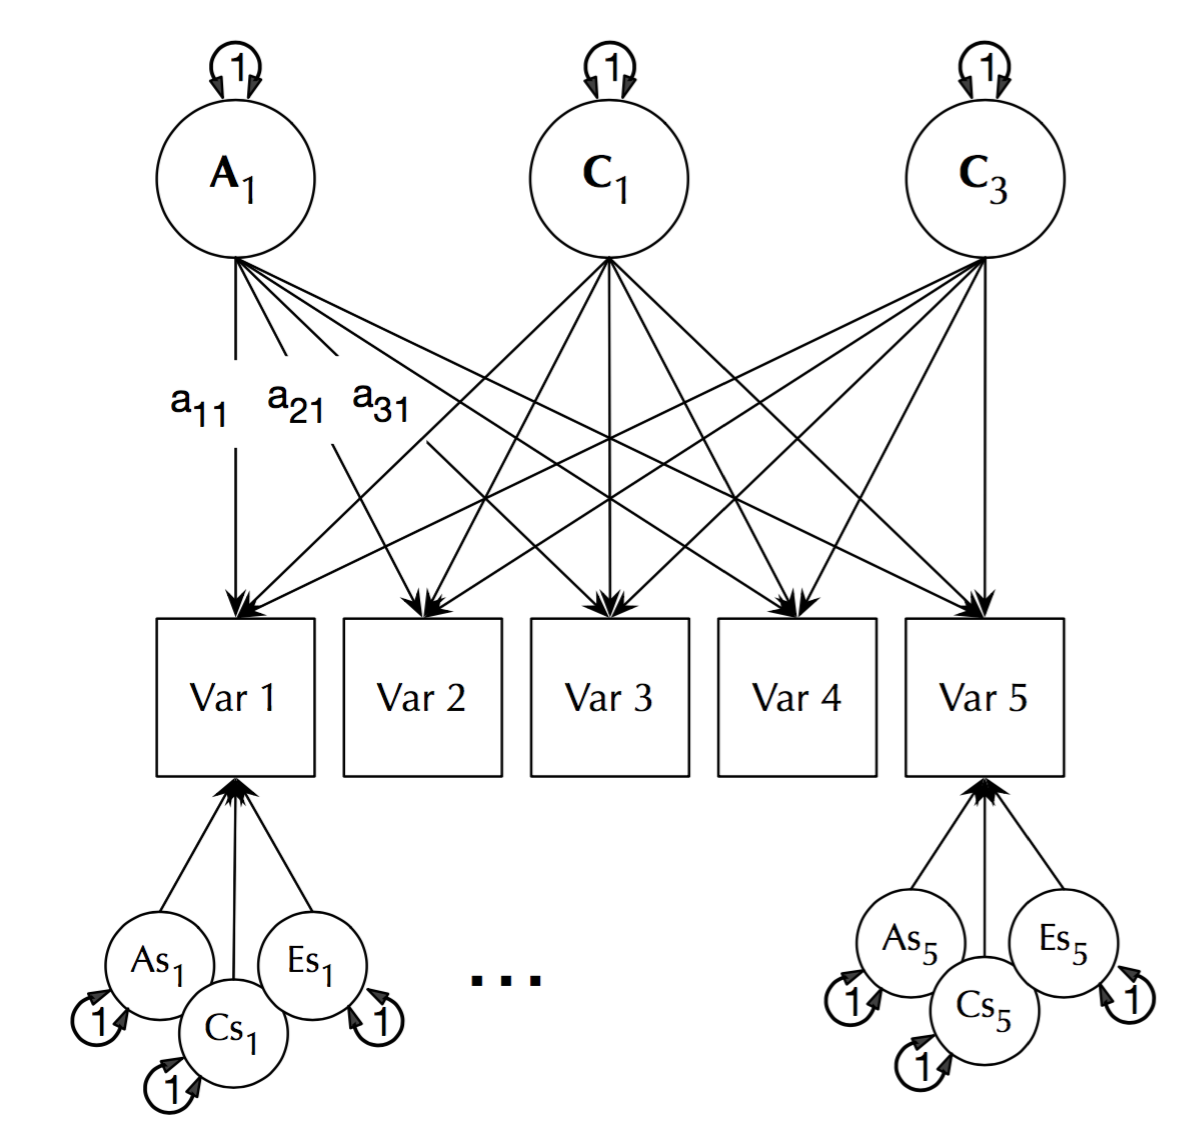 1 1 1
A1 C1 C3
a11 a21 a31
Var 1 Var 2 Var 3 Var 4 Var 5
As1 Es1 As5 Es5
...
Cs1 Cs5
1 1 1 1
1 1